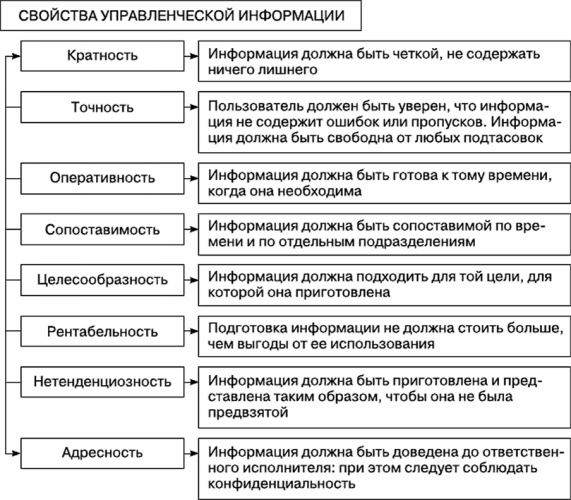 СВОЙСТВА УПРАВЛЕНЧЕСКОЙ ИНФОРМАЦИИ
Кратность
Информация должна быть четкой, не содержать
ничего лишнего
Точность
Пользователь должен быть уверен, что информа-
ция не содержит ошибок или пропусков. Информа-
ция должна быть свободна от любых подтасовок
Оперативность
Информация должна быть готова к тому времени,
когда она необходима
Сопоставимость
Информация должна быть сопоставимой по вре-
мени и по отдельным подразделениям
Целесообразность
Информация должна подходить для той цели, для
которой она приготовлена
Рентабельность
Подготовка информации не должна стоить больше,
чем выгоды от ее использования
Нетенденциозность
Информация должна быть приготовлена и пред-
ставлена таким образом, чтобы она не была
предвзятой
Адресность
Информация должна быть доведена до ответствен-
ного исполнителя: при этом следует соблюдать
конфиденциальность